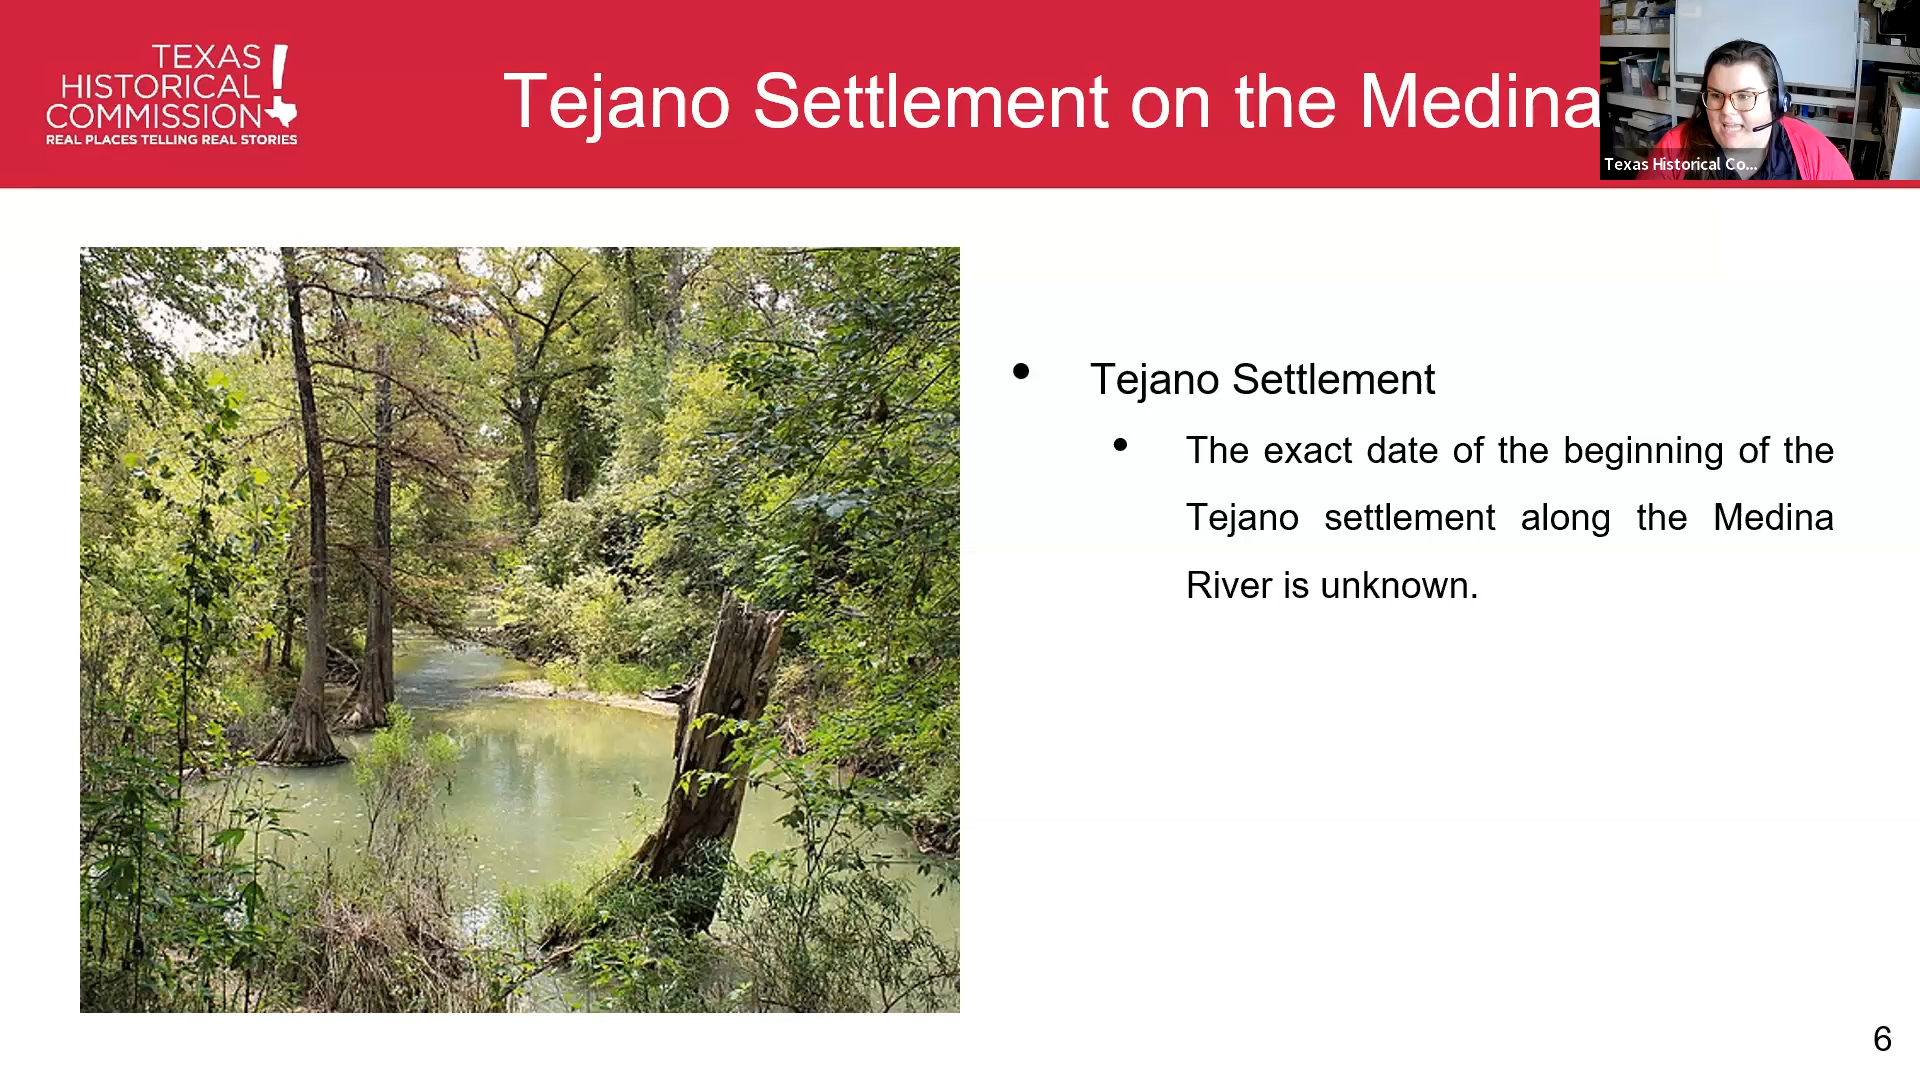 TEXAS
HISTORICAL
COMMISSION
REAL PLACES TELLING REAL STORIES
Tejano Settlement on the Medina
Texas Historical Co...
• Tejano Settlement
• The exact date of the beginning of the
Tejano settlement along the Medina
River is unknown.
6